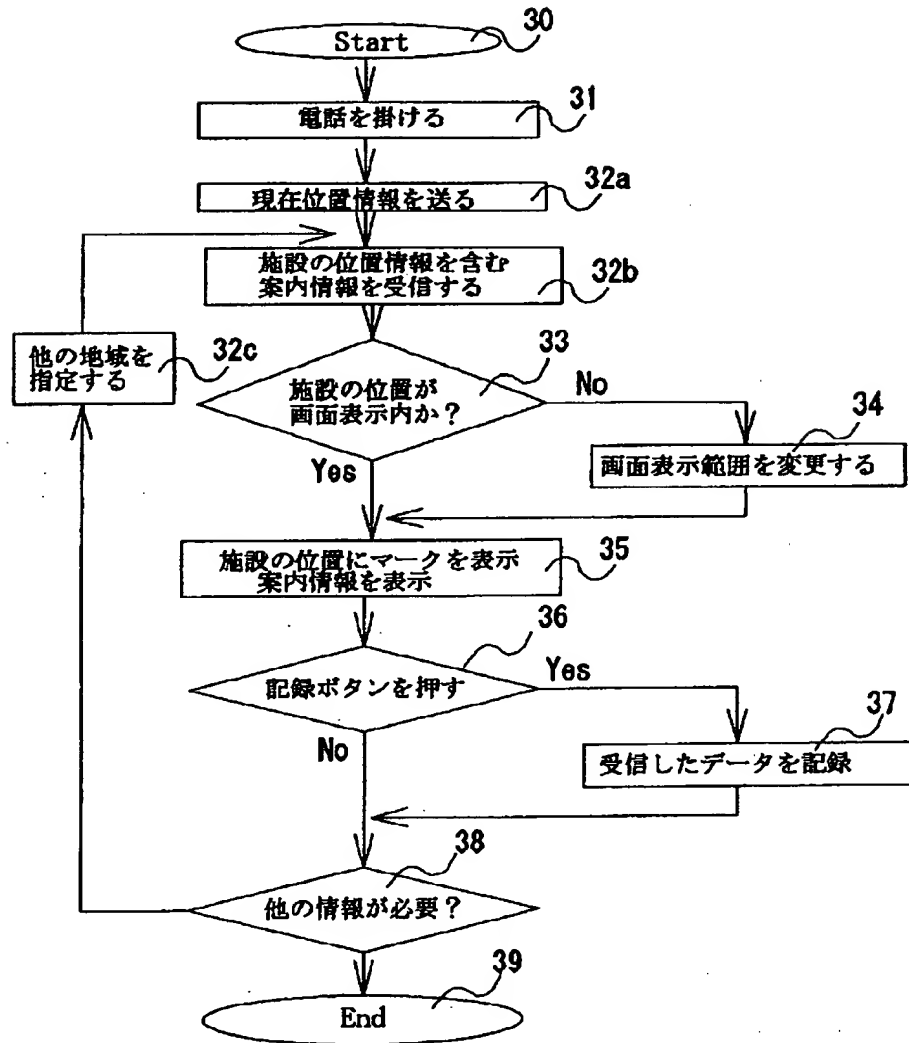 Start
30
電話を掛ける
31
現在位置情報を送る
32a
施設の位置情報を含む
案内情報を受信する
32b
他の地域を
指定する
32c
施設の位置が
画面表示内か？
33
No
Yes
画面表示範囲を変更する
34
施設の位置にマークを表示
案内情報を表示
35
記録ボタンを押す
36
Yes
No
受信したデータを記録
37
他の情報が必要？
38
End
39